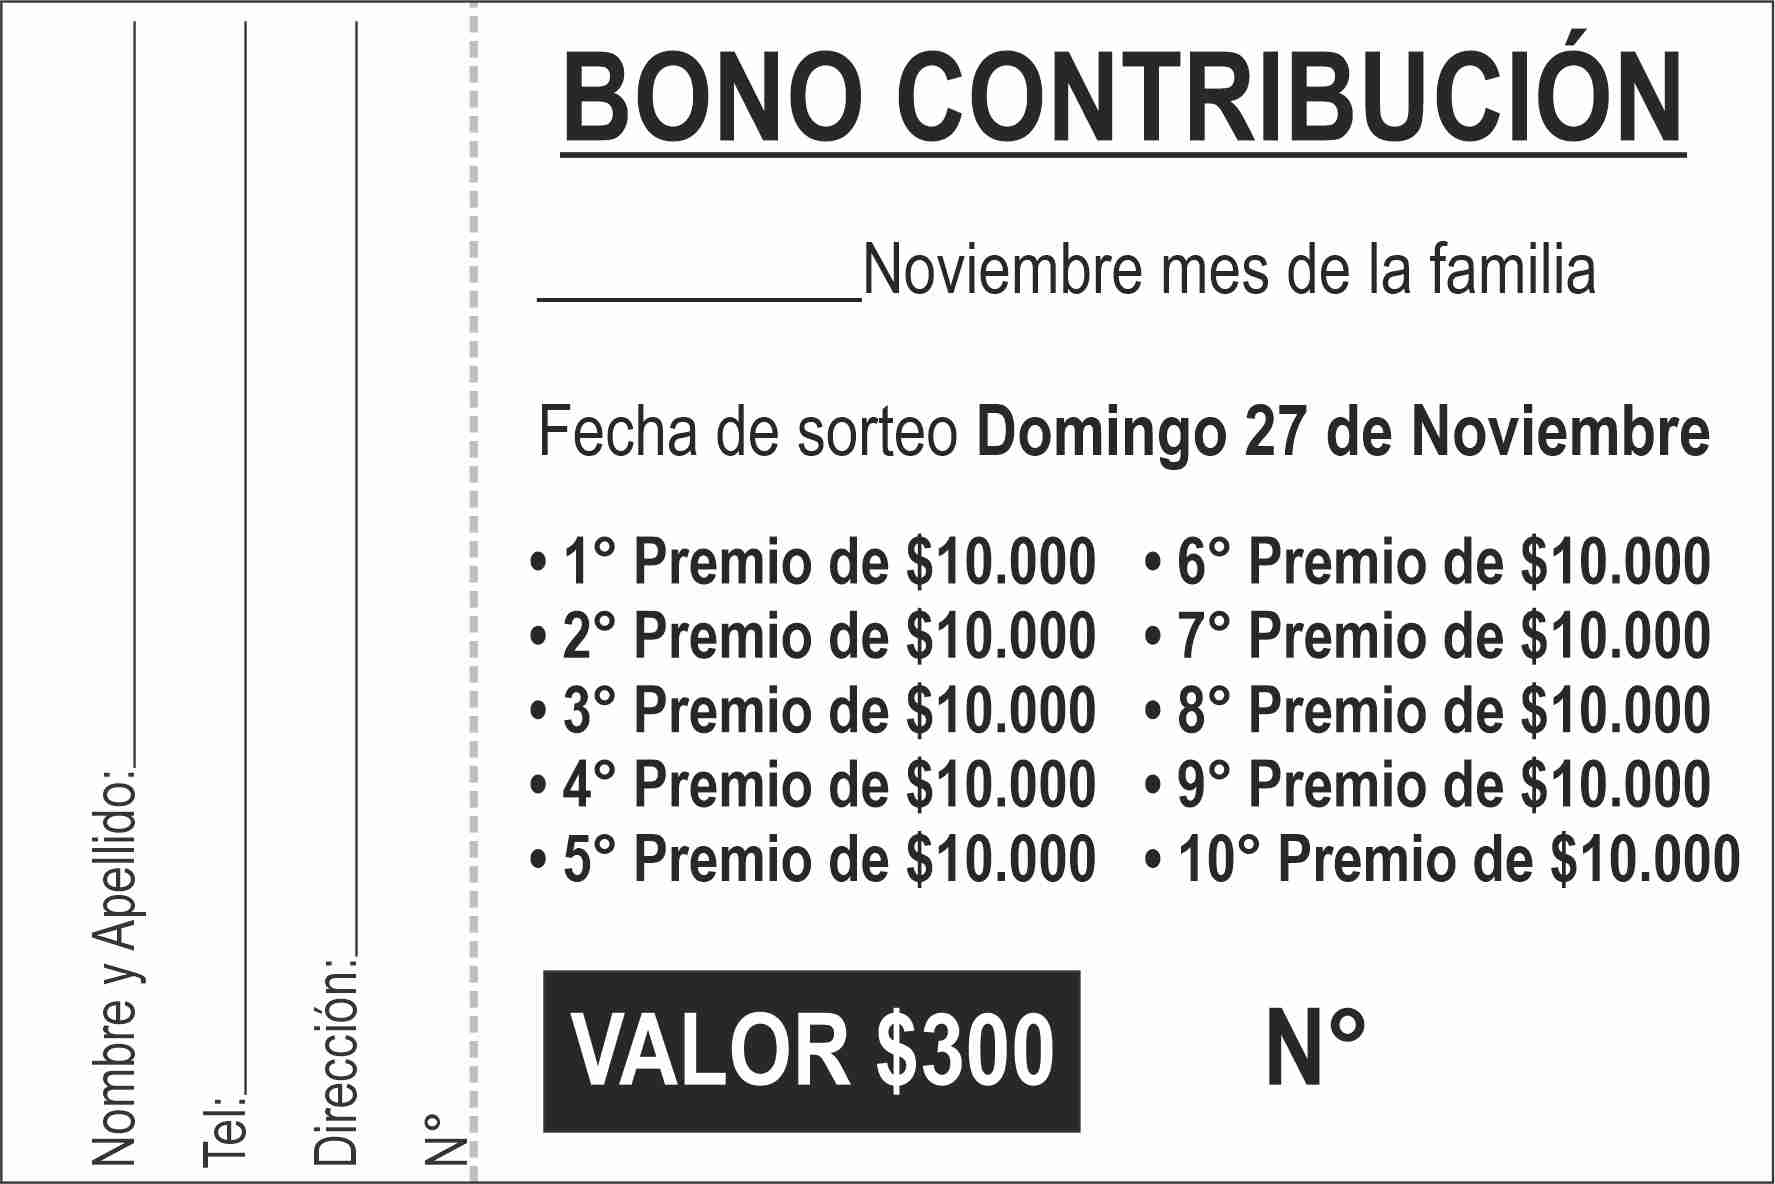 Nombre y Apellido:
Tel:
Dirección:
N°
BONO CONTRIBUCIÓN
_________Noviembre mes de la familia
Fecha de sorteo Domingo 27 de Noviembre
• 1° Premio de $10.000
• 2° Premio de $10.000
• 3° Premio de $10.000
• 4° Premio de $10.000
• 5° Premio de $10.000
• 6° Premio de $10.000
• 7° Premio de $10.000
• 8° Premio de $10.000
• 9° Premio de $10.000
• 10° Premio de $10.000
VALOR $300
N°